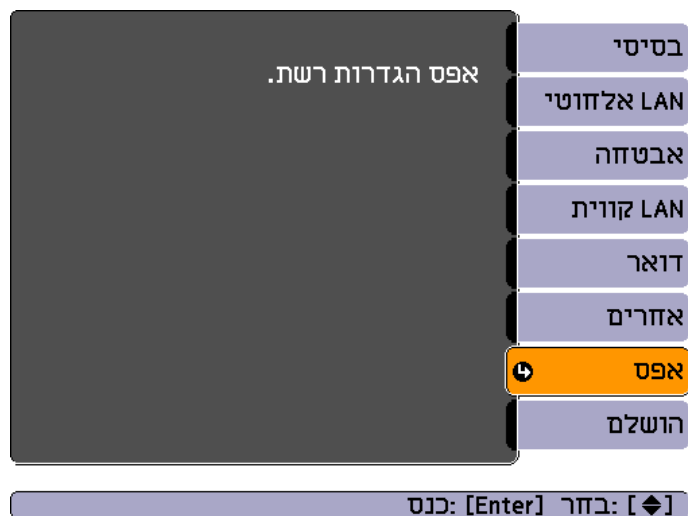 בסיסי
LAN אלחוטי
אבטחה
LAN קווית
דואר
אחרים
אפס
הושלם
אפס הגדרות רשת.
[◆] :בחר [Enter] :כנס